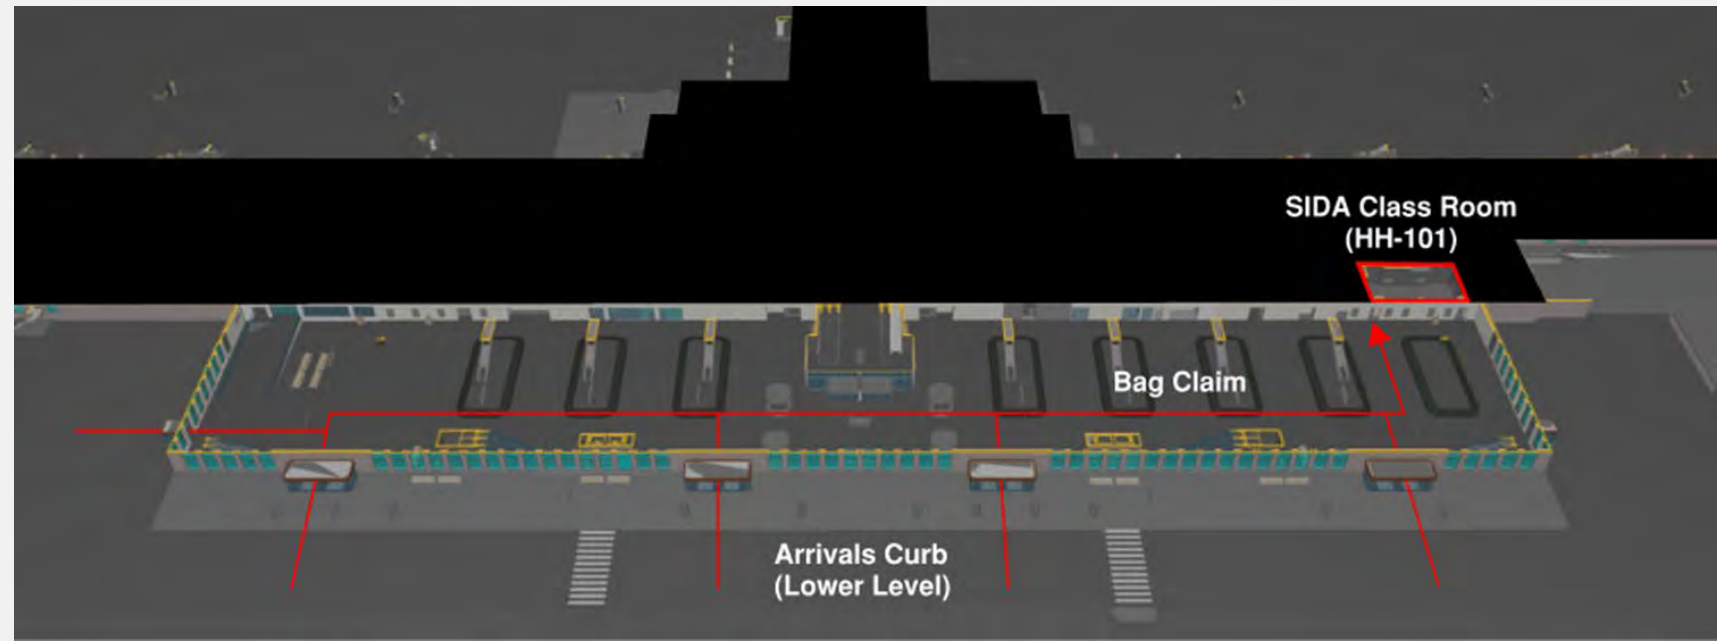 SIDA Class Room
(HH-101)
Bag Claim
Arrivals Curb
(Lower Level)